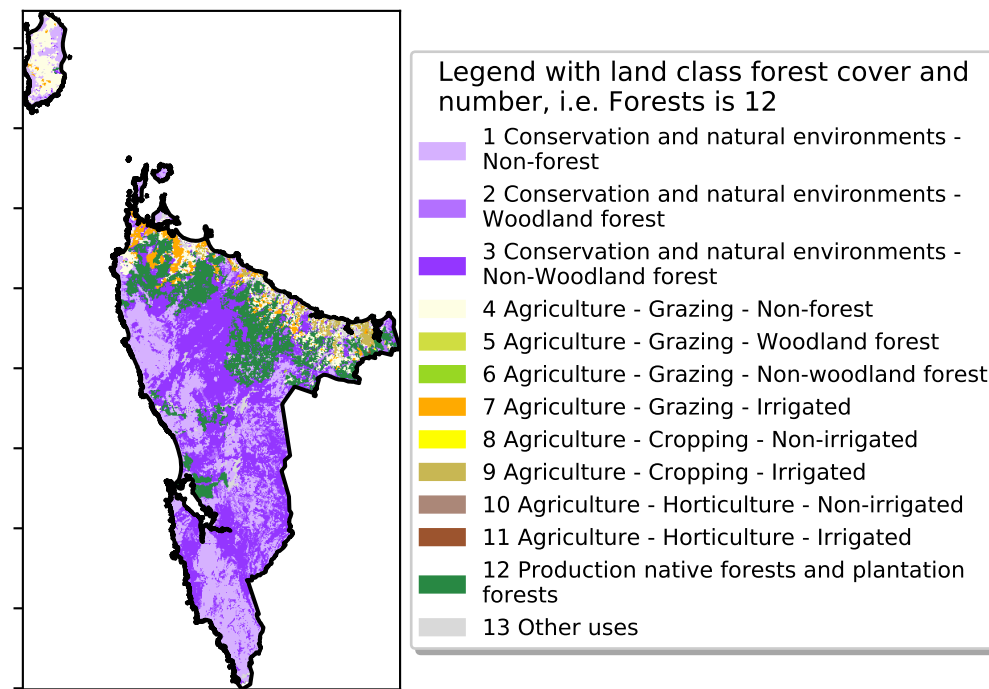 Legend with land class forest cover and
number, i.e. Forests is 12
1 Conservation and natural environments -
Non-forest
2 Conservation and natural environments -
Woodland forest
3 Conservation and natural environments -
Non-Woodland forest
4 Agriculture - Grazing - Non-forest
5 Agriculture - Grazing - Woodland forest
6 Agriculture - Grazing - Non-woodland forest
7 Agriculture - Grazing - Irrigated
8 Agriculture - Cropping - Non-irrigated
9 Agriculture - Cropping - Irrigated
10 Agriculture - Horticulture - Non-irrigated
11 Agriculture - Horticulture - Irrigated
12 Production native forests and plantation
forests
13 Other uses